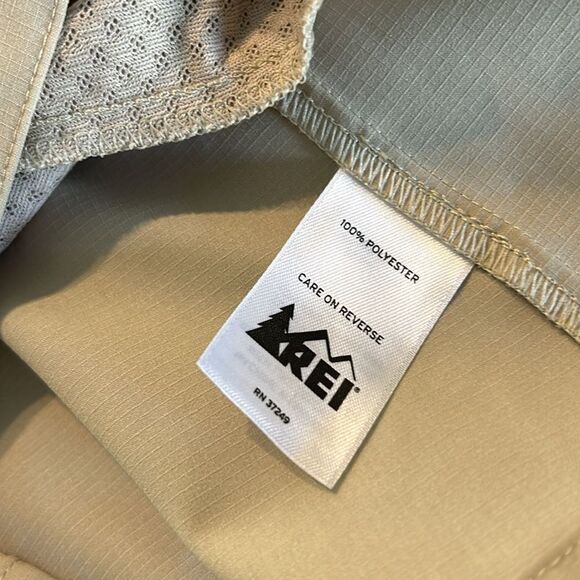 100% POLYESTER
CARE ON REVERSE
REI®
RN 37249